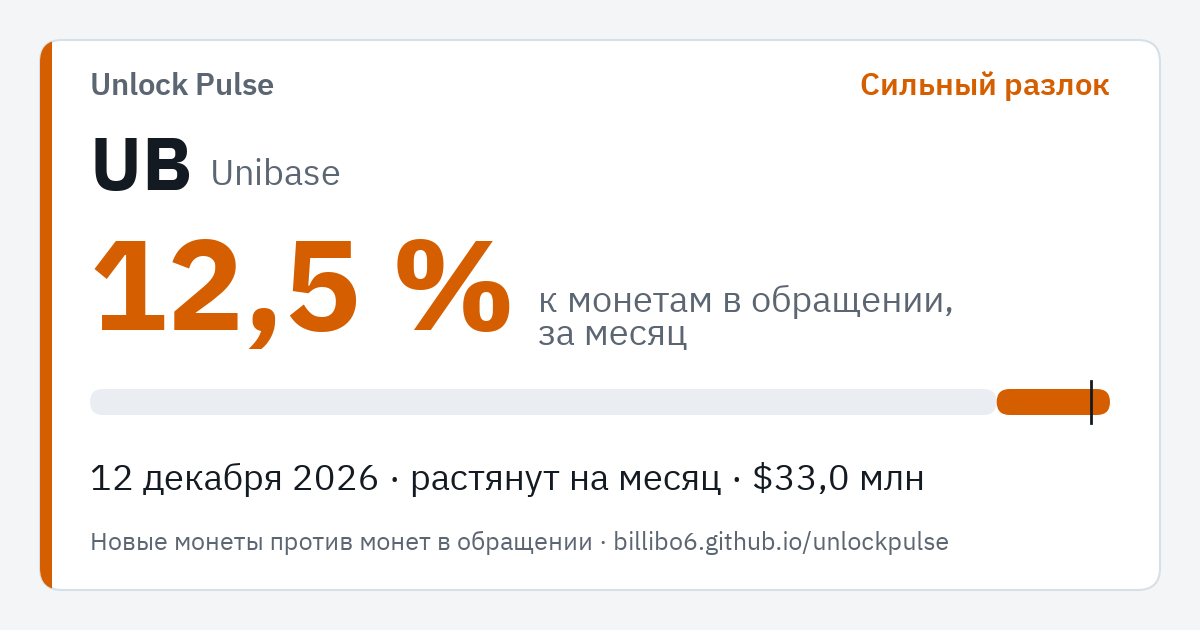 Unlock Pulse
Сильный разлок
UB Unibase
12,5 %
к монетам в обращении,
за месяц
12 декабря 2026 · растянут на месяц · $33,0 млн
Новые монеты против монет в обращении · billibo6.github.io/unlockpulse